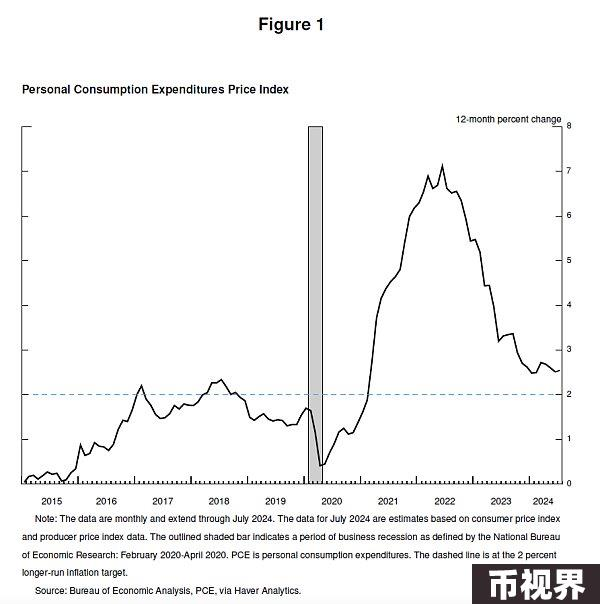 Figure 1
Personal Consumption Expenditures Price Index
12-month percent change
8
7
6
5
4
3
2
1
0
2015 2016 2017 2018 2019 2020 2021 2022 2023 2024
Note: The data are monthly and extend through July 2024. The data for July 2024 are estimates based on consumer price index
and producer price index data. The outlined shaded bar indicates a period of business recession as defined by the National Bureau
of Economic Research: February 2020-April 2020. PCE is personal consumption expenditures. The dashed line is at the 2 percent
longer-run inflation target.
Source: Bureau of Economic Analysis, PCE, via Haver Analytics.
币视界